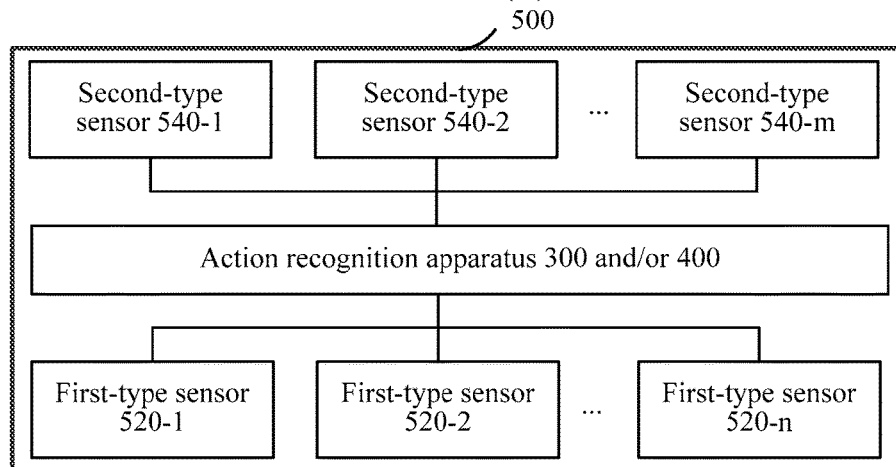 500
Second-type
sensor 540-1
Second-type
sensor 540-2
...
Second-type
sensor 540-m
Action recognition apparatus 300 and/or 400
First-type sensor
520-1
First-type sensor
520-2
...
First-type sensor
520-n